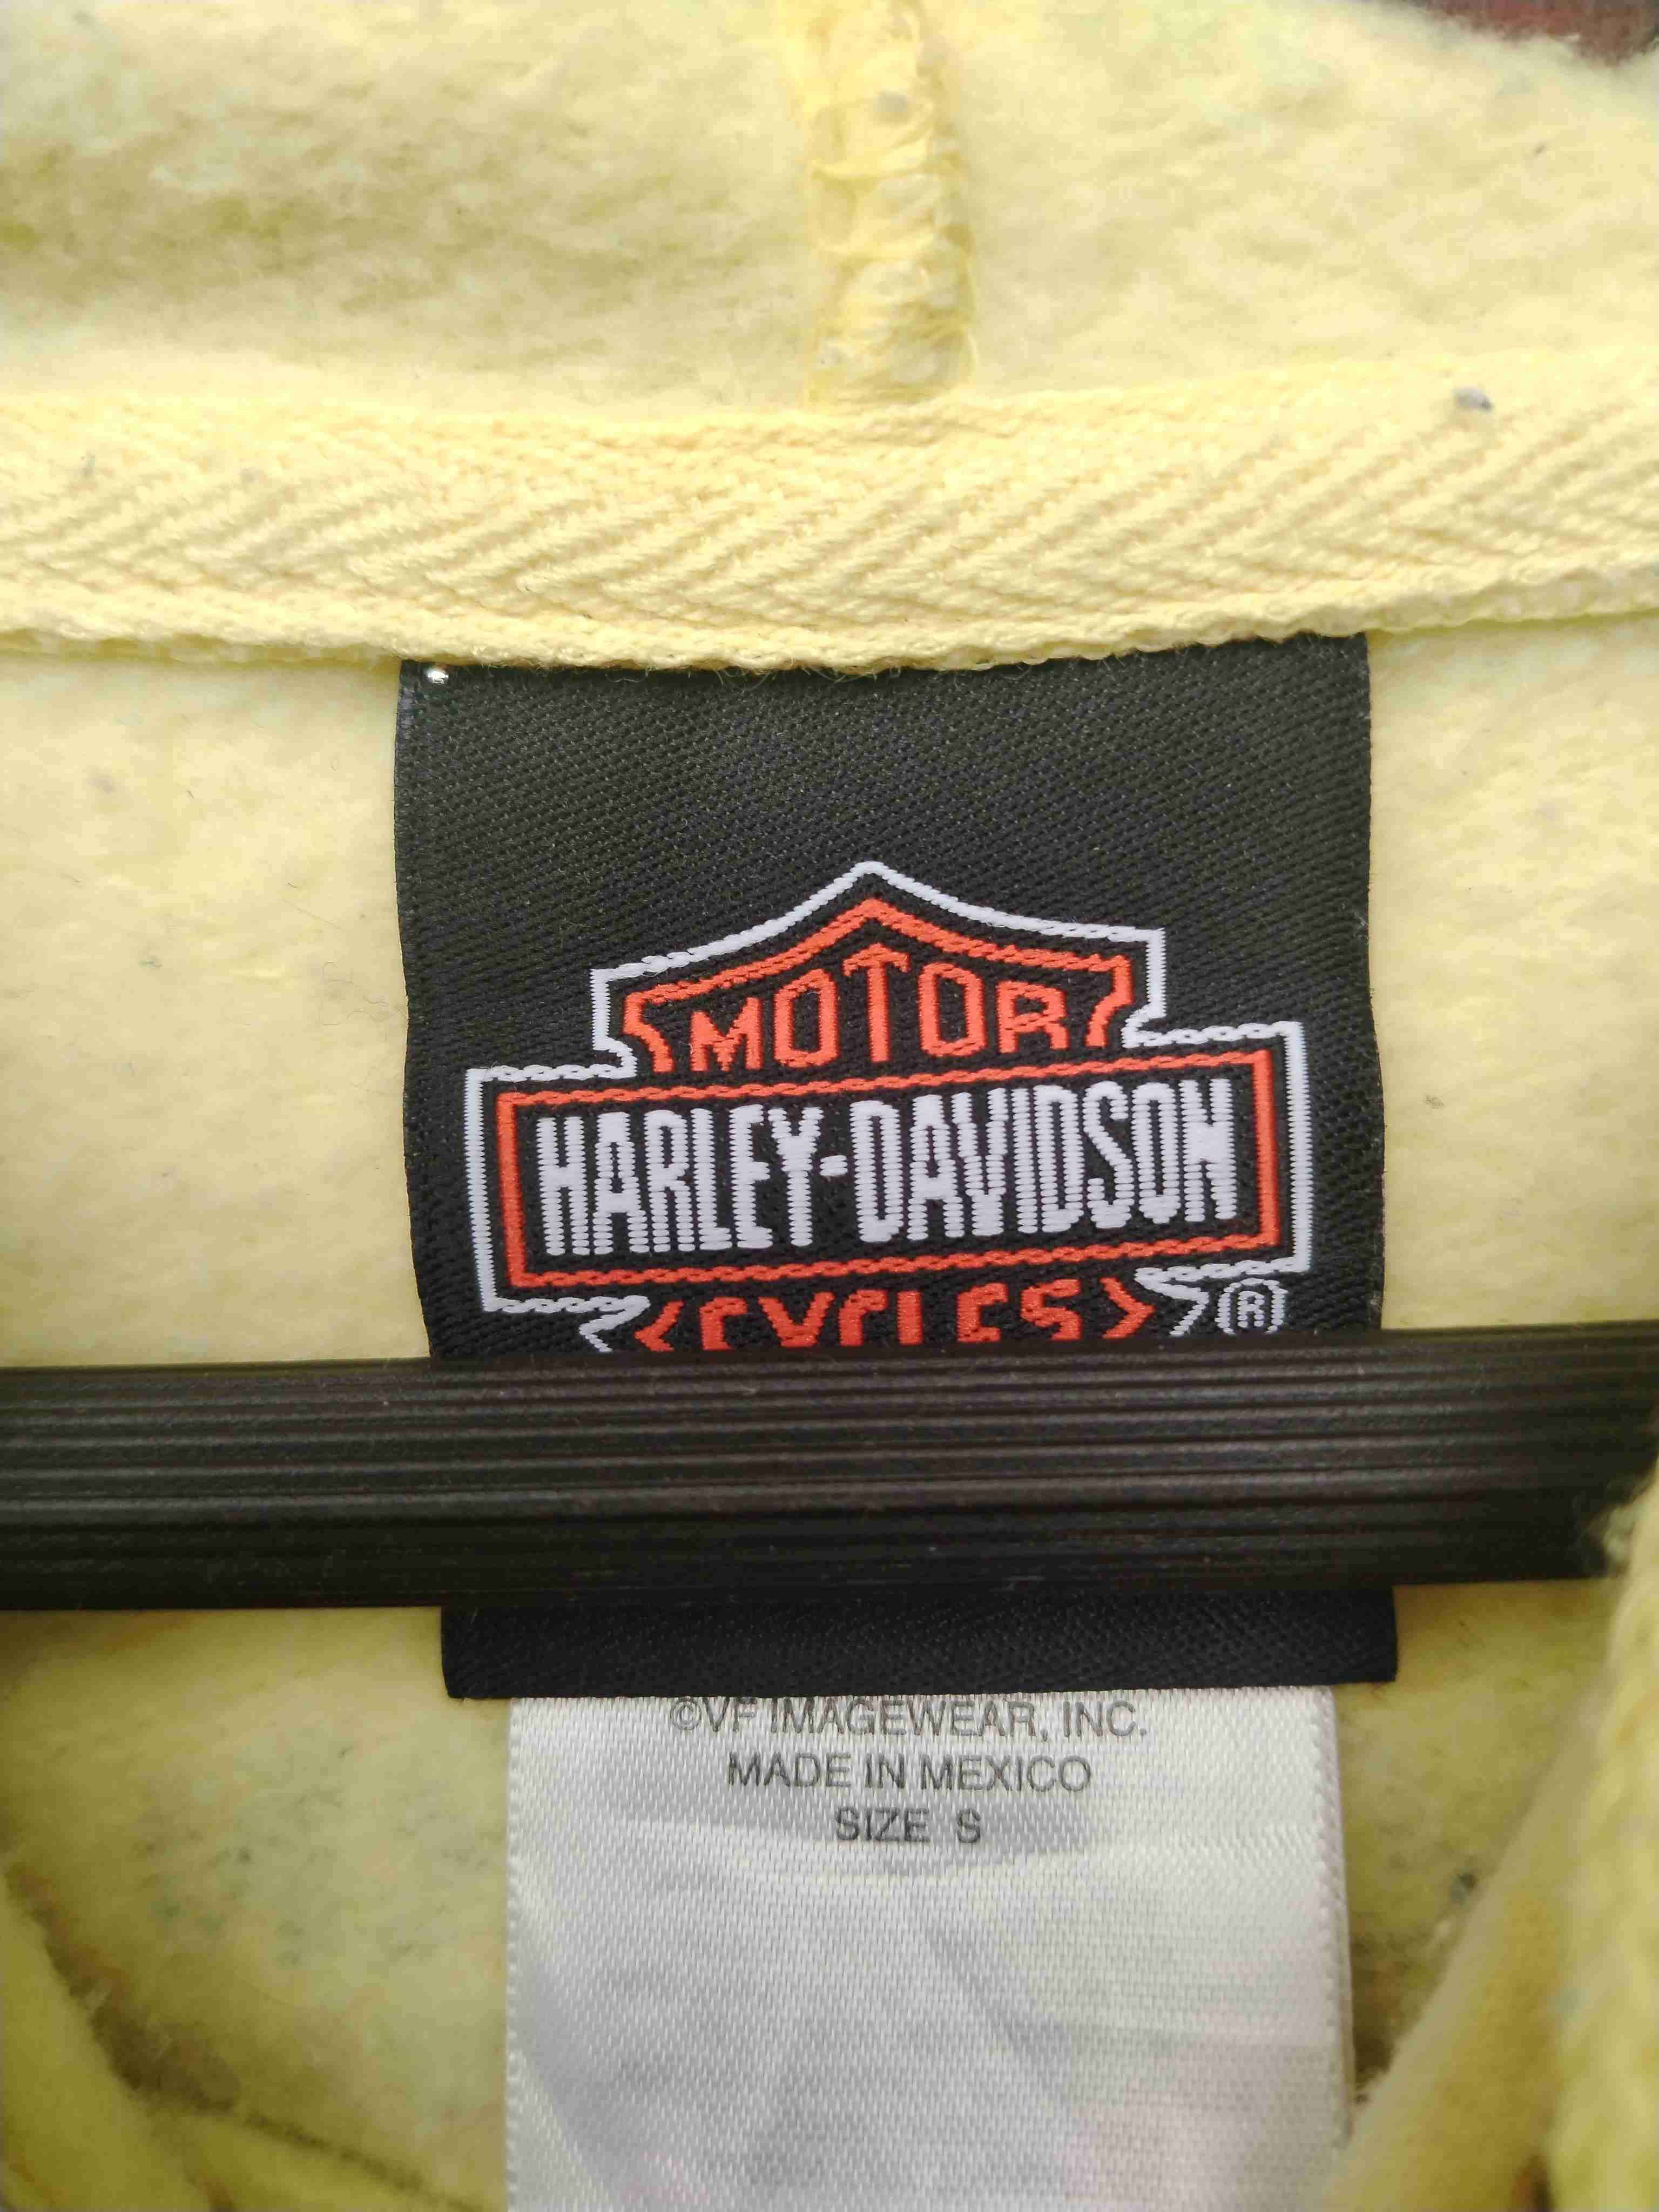 MOTOR
HARLEY-DAVIDSON
CYCLES
®
©VF IMAGEWEAR, INC.
MADE IN MEXICO
SIZE S